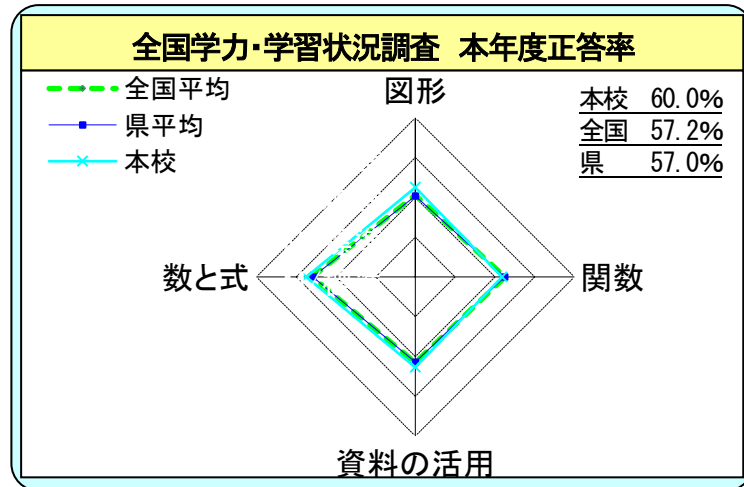 全国学力・学習状況調査 本年度正答率
全国平均
県平均
本校
図形
本校 60.0%
全国 57.2%
県 57.0%
数と式
関数
資料の活用